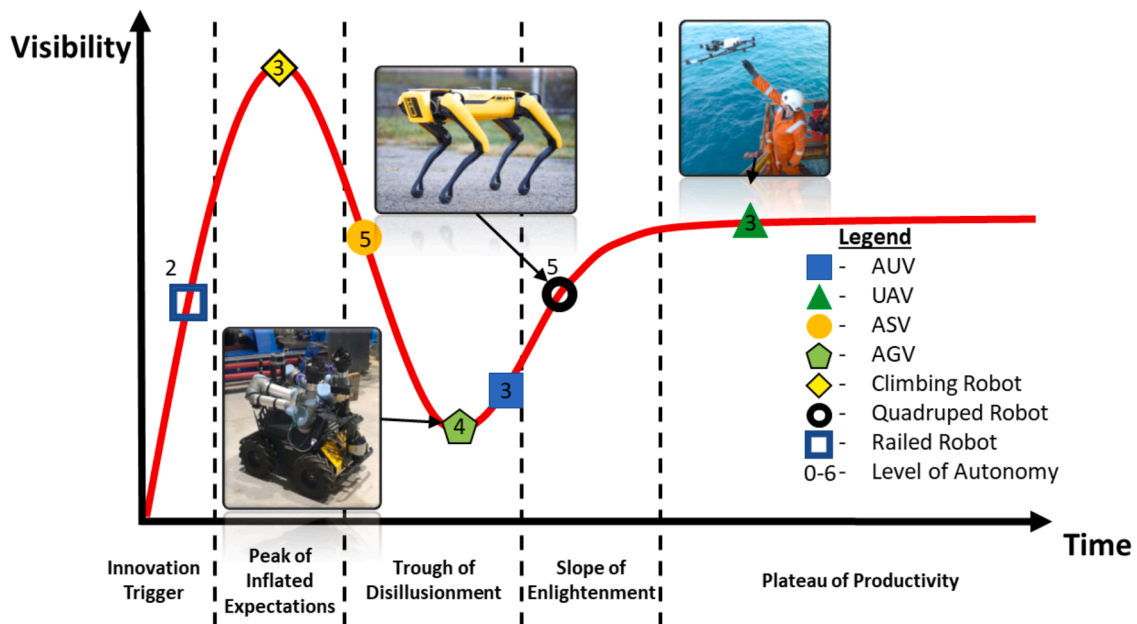 Visibility
3
5
2
5
3
4
3
Legend
- AUV
- UAV
- ASV
- AGV
- Climbing Robot
- Quadruped Robot
- Railed Robot
0-6- Level of Autonomy
Time
Innovation
Trigger
Peak of
Inflated
Expectations
Trough of
Disillusionment
Slope of
Enlightenment
Plateau of Productivity